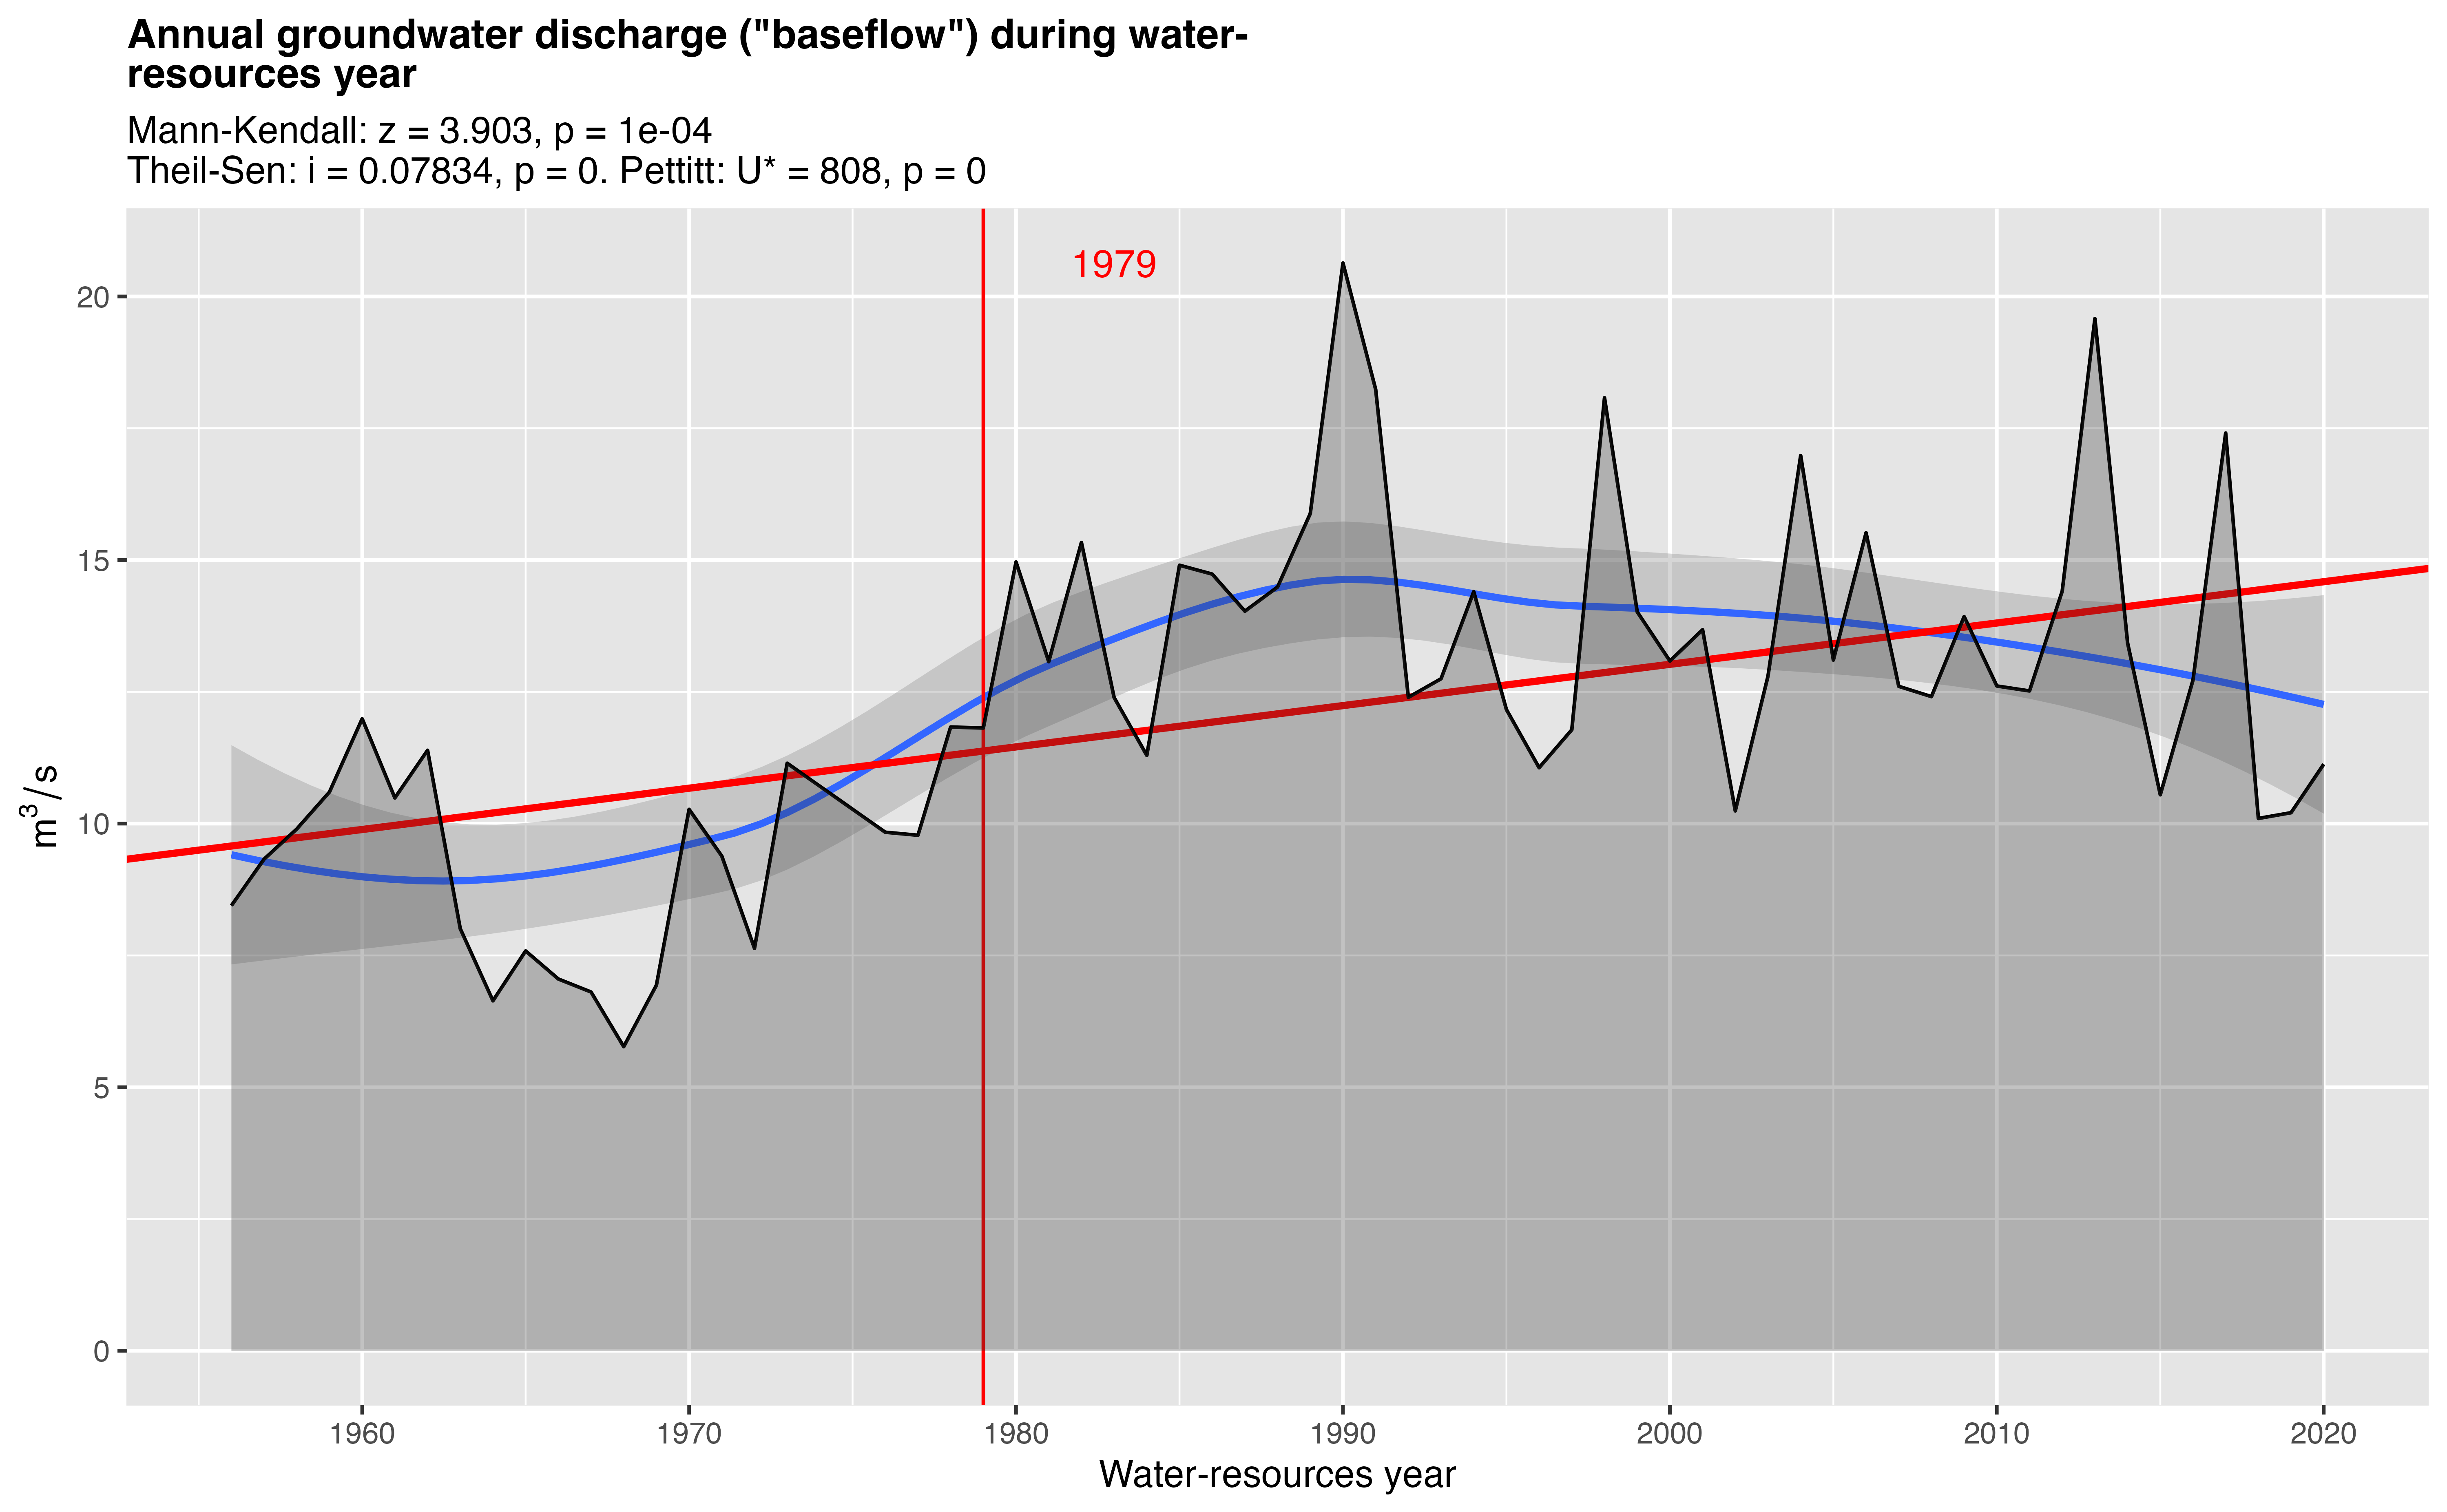 Annual groundwater discharge ("baseflow") during water-
resources year
Mann-Kendall: z = 3.903, p = 1e-04
Theil-Sen: i = 0.07834, p = 0. Pettitt: U* = 808, p = 0
1979
20
15
10
5
0
m³/s
1960 1970 1980 1990 2000 2010 2020
Water-resources year